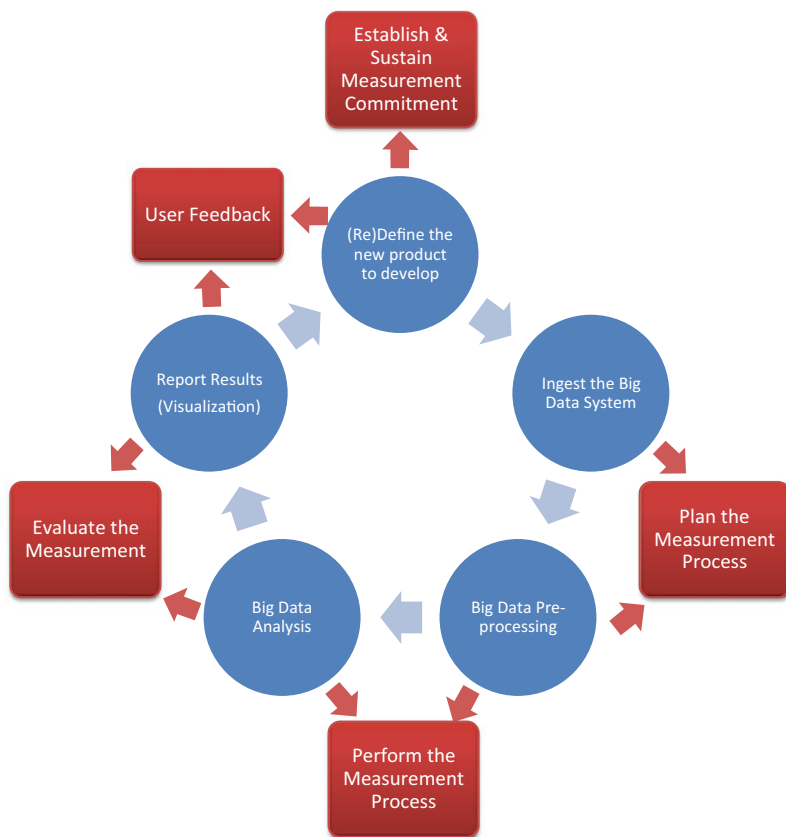 Establish &
Sustain
Measurement
Commitment
User Feedback
(Re)Define the
new product
to develop
Report Results
(Visualization)
Ingest the Big
Data System
Evaluate the
Measurement
Plan the
Measurement
Process
Big Data
Analysis
Big Data Pre-
processing
Perform the
Measurement
Process